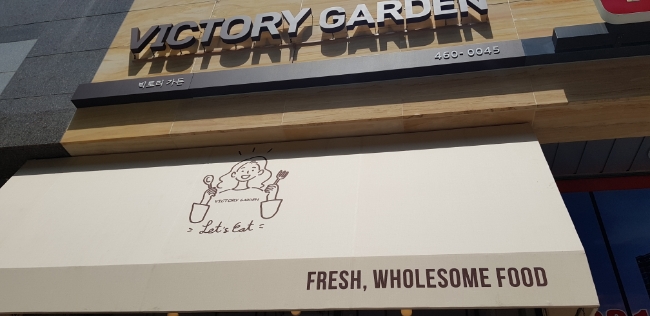 VICTORY GARDEN
빅토리 가든
460-0045
VICTORY GARDEN
Let's Eat
FRESH, WHOLESOME FOOD